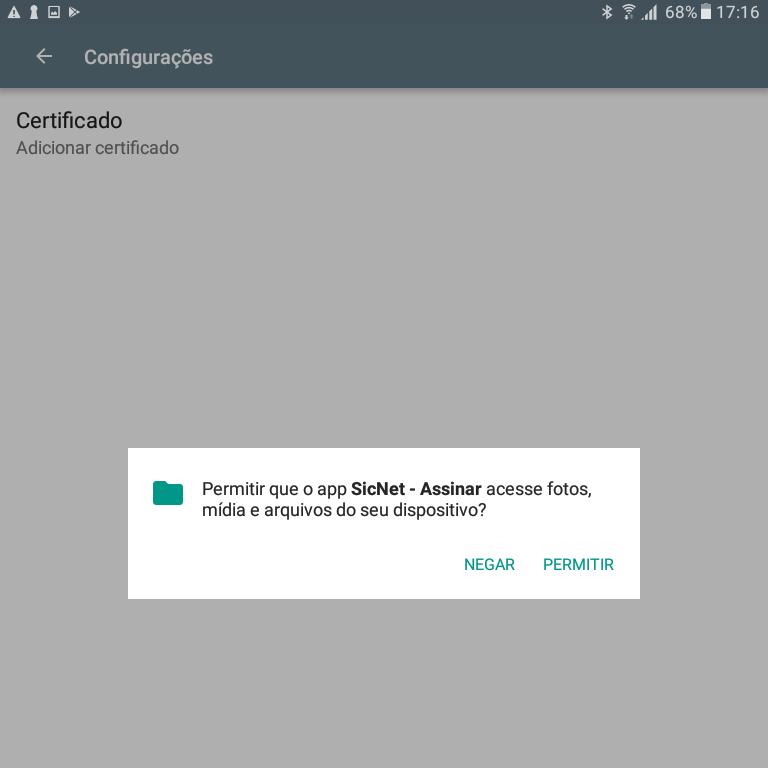 68% 17:16
Configurações
Certificado
Adicionar certificado
Permitir que o app SicNet - Assinar acesse fotos,
mídia e arquivos do seu dispositivo?
NEGAR PERMITIR